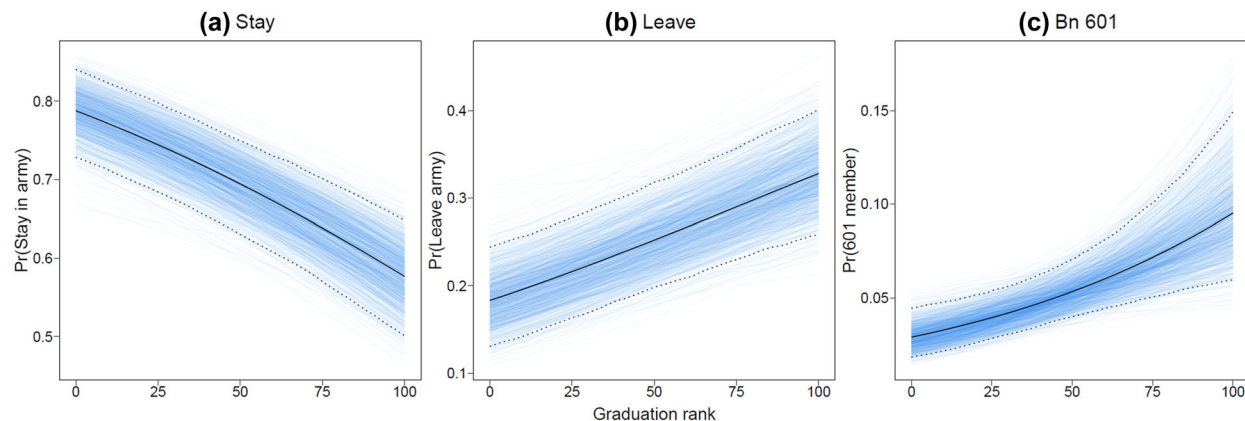 (a) Stay
Pr(Stay in army)
0.8
0.7
0.6
0.5
0 25 50 75 100
(b) Leave
Pr(Leave army)
0.4
0.3
0.2
0.1
0 25 50 75 100
Graduation rank
(c) Bn 601
Pr(601 member)
0.15
0.10
0.05
0 25 50 75 100